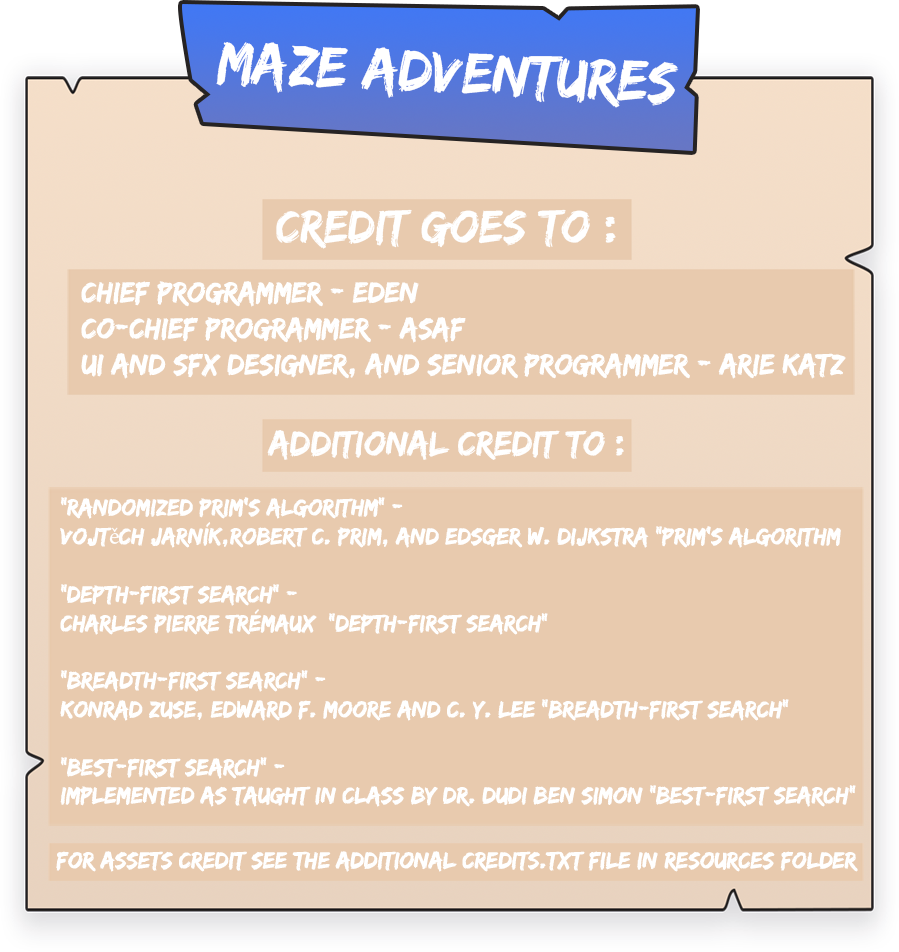 MAZE ADVENTURES
CREDIT GOES TO :
CHIEF PROGRAMMER - EDEN
CO-CHIEF PROGRAMMER - ASAF
UI AND SFX DESIGNER, AND SENIOR PROGRAMMER - ARIE KATZ
ADDITIONAL CREDIT TO :
"RANDOMIZED PRIM'S ALGORITHM" -
VOJTěCH JARNÍK,ROBERT C. PRIM, AND EDSGER W. DIJKSTRA "PRIM'S ALGORITHM
"DEPTH-FIRST SEARCH" -
CHARLES PIERRE TRÉMAUX "DEPTH-FIRST SEARCH"
"BREADTH-FIRST SEARCH" -
KONRAD ZUSE, EDWARD F. MOORE AND C. Y. LEE "BREADTH-FIRST SEARCH"
"BEST-FIRST SEARCH" -
IMPLEMENTED AS TAUGHT IN CLASS BY DR. DUDI BEN SIMON "BEST-FIRST SEARCH"
FOR ASSETS CREDIT SEE THE ADDITIONAL CREDITS.TXT FILE IN RESOURCES FOLDER